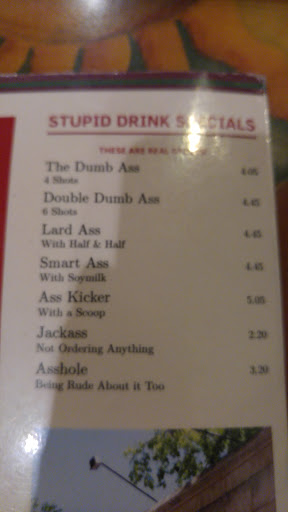 STUPID DRINK SPECIALS
THESE ARE REAL
The Dumb Ass 4.05
4 Shots
Double Dumb Ass 4.45
6 Shots
Lard Ass 4.45
With Half & Half
Smart Ass 4.45
With Soymilk
Ass Kicker 5.05
With a Scoop
Jackass 2.20
Not Ordering Anything
Asshole 3.20
Being Rude About it Too